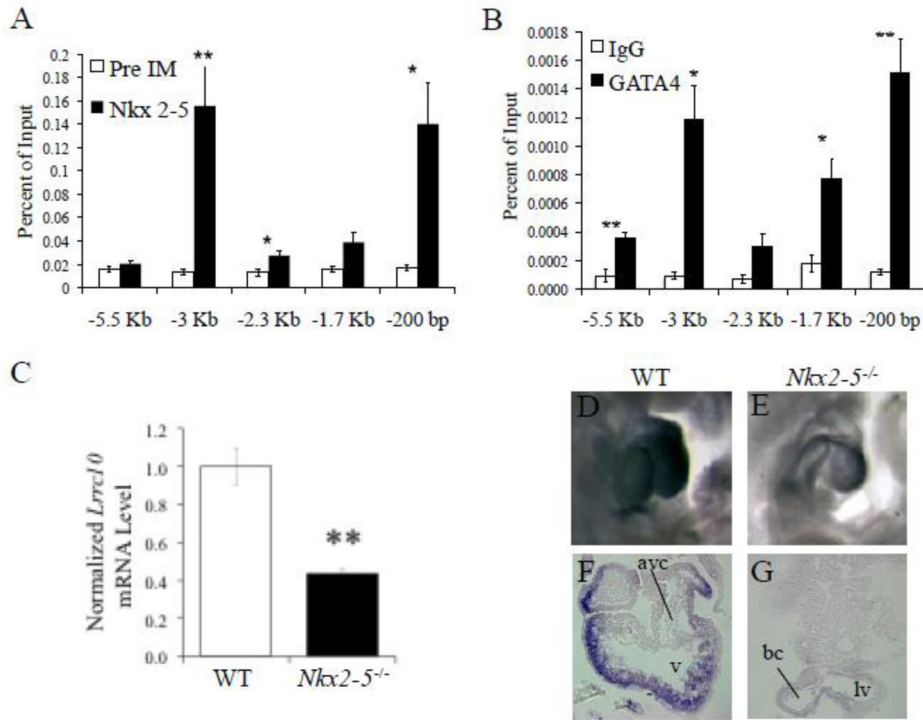 A
Percent of Input
0.2
0.18
0.16
0.14
0.12
0.1
0.08
0.06
0.04
0.02
0
Pre IM
Nkx 2-5
**
*
*
-5.5 Kb -3 Kb -2.3 Kb -1.7 Kb -200 bp
B
Percent of Input
0.0018
0.0016
0.0014
0.0012
0.0010
0.0008
0.0006
0.0004
0.0002
0.0000
IgG
GATA4
**
*
*
**
-5.5 Kb -3 Kb -2.3 Kb -1.7 Kb -200 bp
C
Normalized Lrrc10
mRNA Level
1.2
1.0
0.8
0.6
0.4
0.2
0.0
**
WT Nkx2-5-/-
WT Nkx2-5-/-
D
E
F
avc
v
G
bc
lv